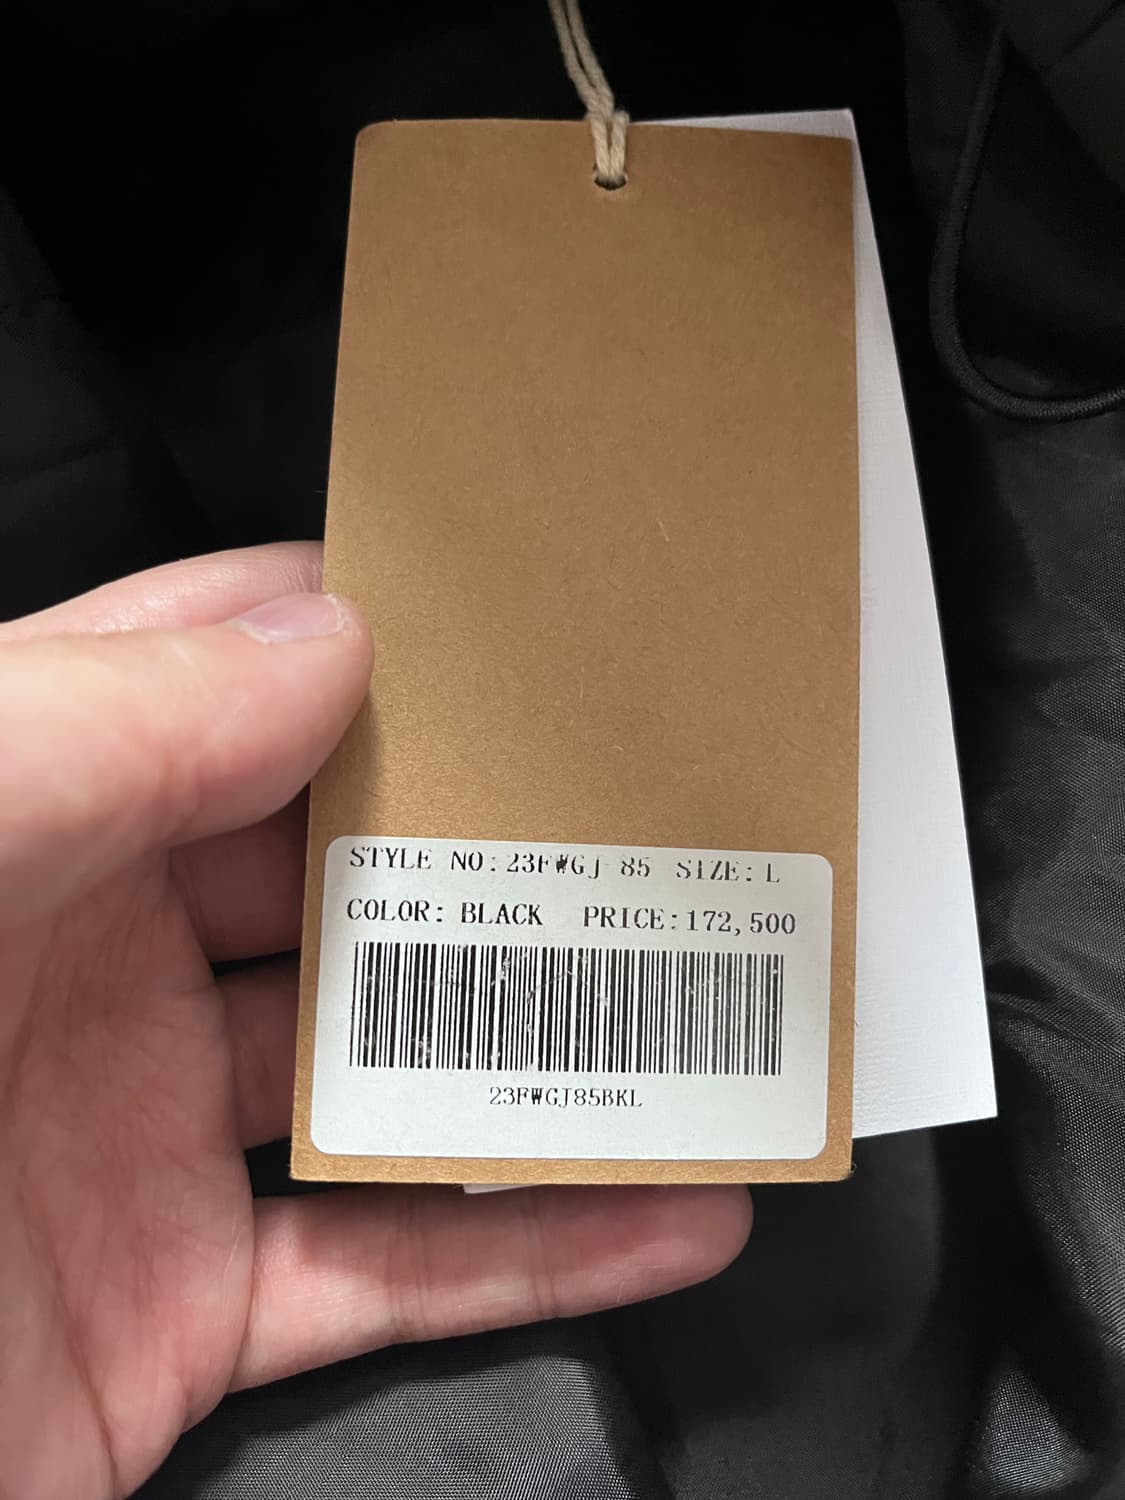 STYLE NO:23FWGJ 85 SIZE: L
COLOR: BLACK PRICE:172,500
23FWGJ85BKL